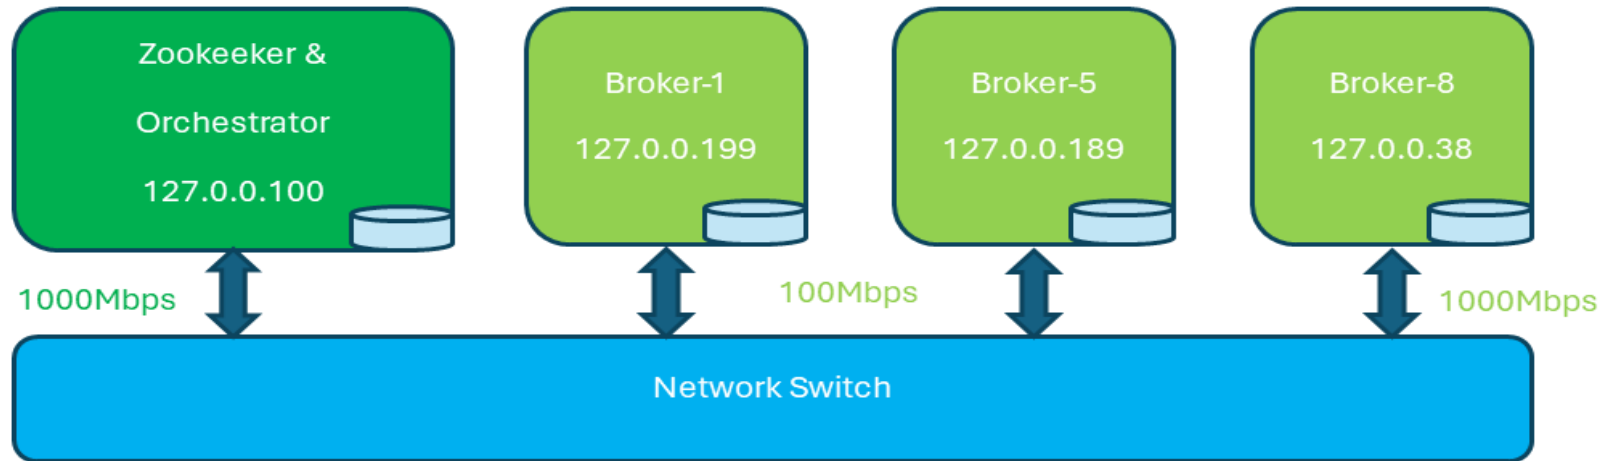 Zookeeker &
Orchestrator
127.0.0.100
Broker-1
127.0.0.199
Broker-5
127.0.0.189
Broker-8
127.0.0.38
1000Mbps
100Mbps
1000Mbps
Network Switch